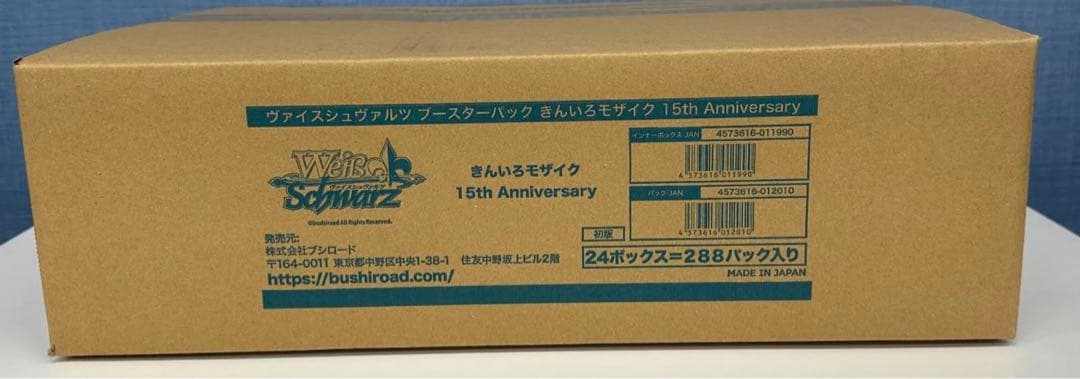 ヴァイスシュヴァルツ ブースターパック きんいろモザイク 15th Anniversary
Weiß
ヴァイスシュヴァルツ
Schwarz
©bushiroad All Rights Reserved.
きんいろモザイク
15th Anniversary
インナーボックス JAN 4573616-011990
4 573616 011990
パック JAN 4573616-012010
4 573616 012010
発売元:
株式会社ブシロード
〒164-0011 東京都中野区中央1-38-1 住友中野坂上ビル2階
https://bushiroad.com/
初版
24ボックス=288パック入り
MADE IN JAPAN